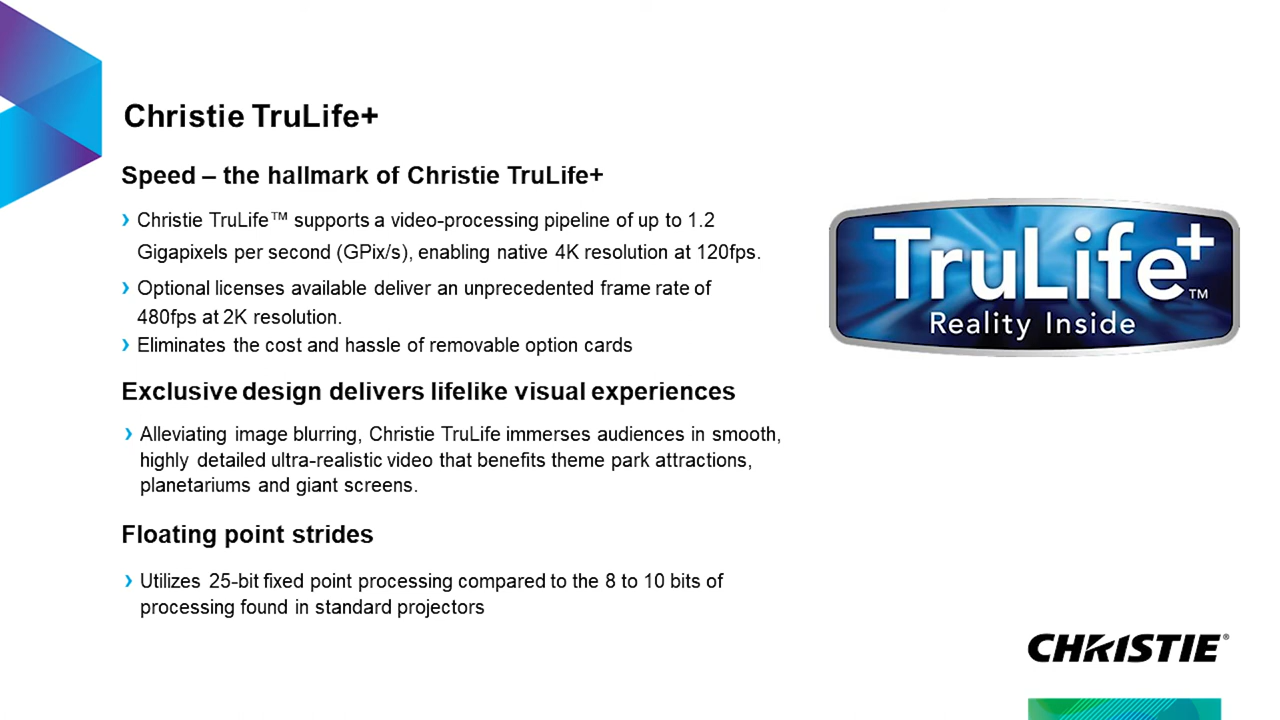 Christie TruLife+
Speed – the hallmark of Christie TruLife+
› Christie TruLife™ supports a video-processing pipeline of up to 1.2
Gigapixels per second (GPix/s), enabling native 4K resolution at 120fps.
› Optional licenses available deliver an unprecedented frame rate of
480fps at 2K resolution.
› Eliminates the cost and hassle of removable option cards
Exclusive design delivers lifelike visual experiences
› Alleviating image blurring, Christie TruLife immerses audiences in smooth,
highly detailed ultra-realistic video that benefits theme park attractions,
planetariums and giant screens.
Floating point strides
› Utilizes 25-bit fixed point processing compared to the 8 to 10 bits of
processing found in standard projectors
TruLife+™
Reality Inside
CHRISTIE®